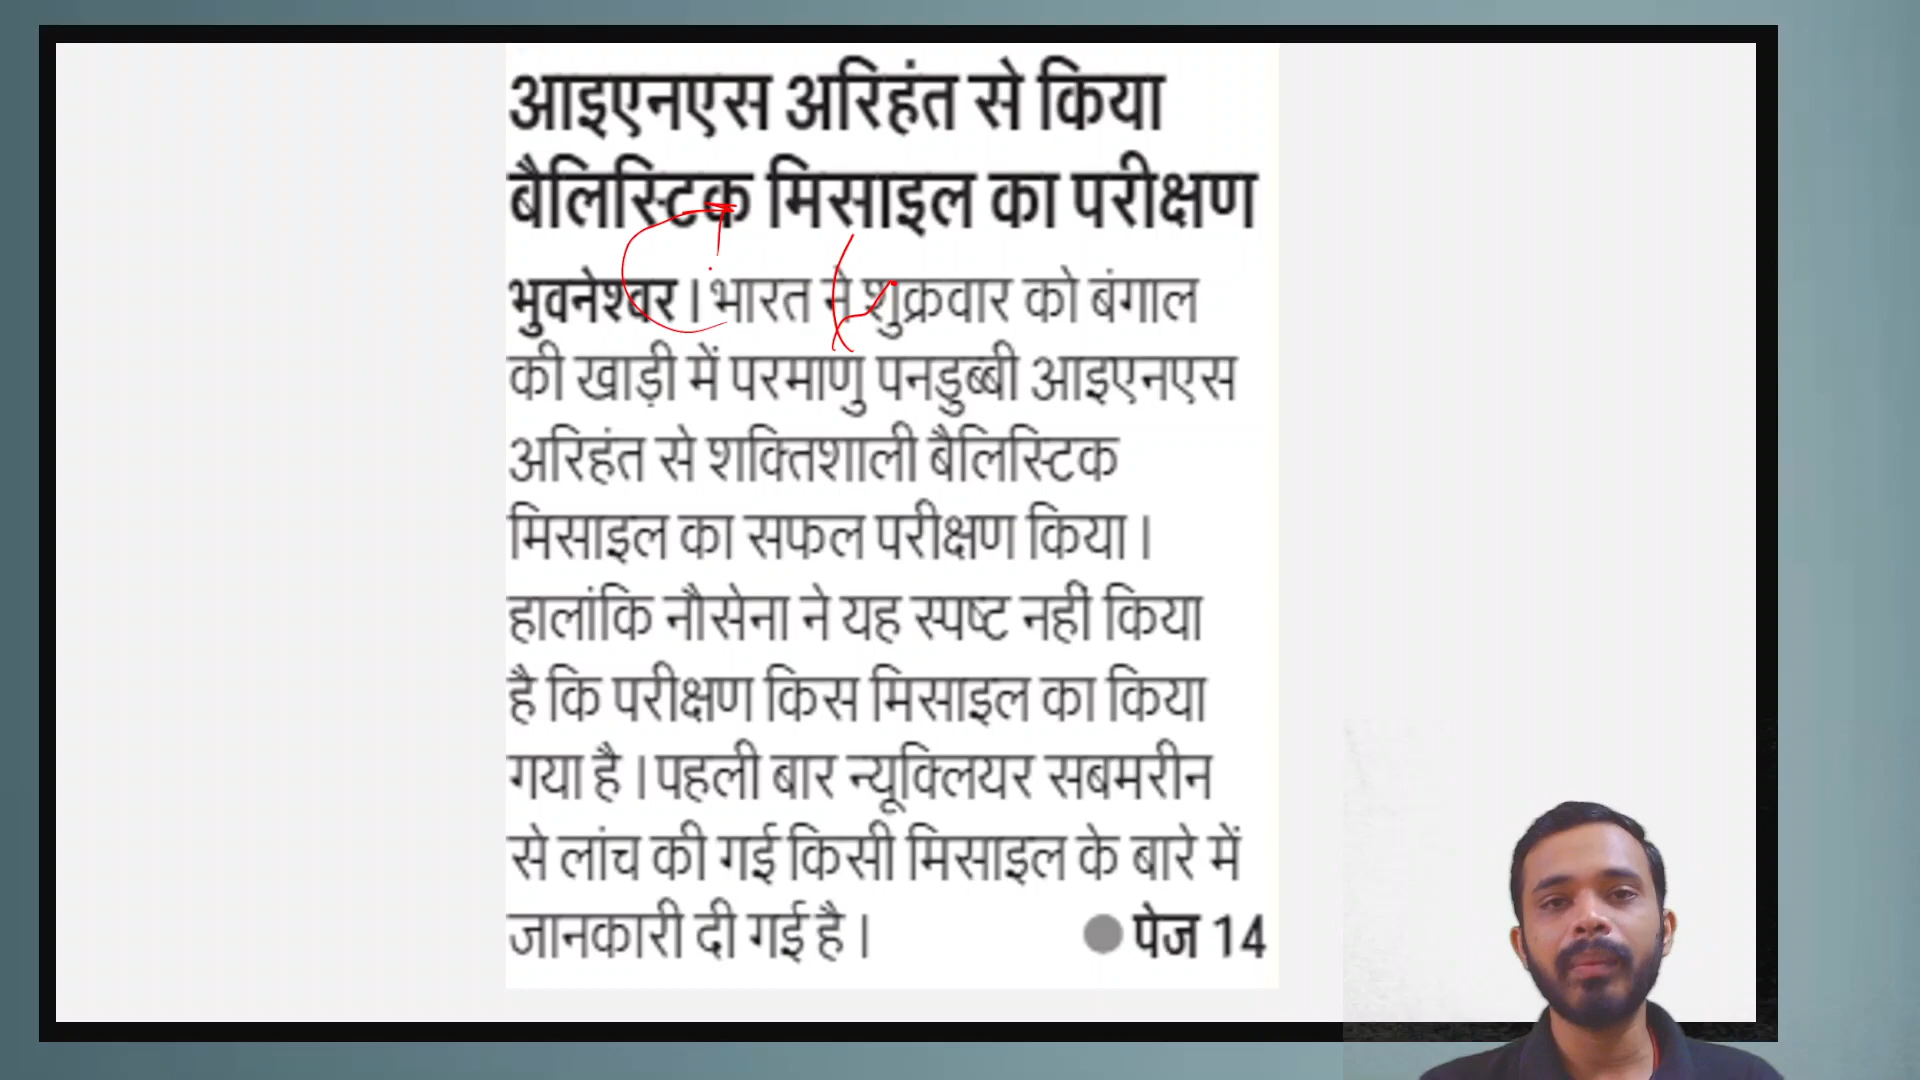 आइएनएस अरिहंत से किया
बैलिस्टिक मिसाइल का परीक्षण
भुवनेश्वर। भारत ने शुक्रवार को बंगाल
की खाड़ी में परमाणु पनडुब्बी आइएनएस
अरिहंत से शक्तिशाली बैलिस्टिक
मिसाइल का सफल परीक्षण किया।
हालांकि नौसेना ने यह स्पष्ट नहीं किया
है कि परीक्षण किस मिसाइल का किया
गया है। पहली बार न्यूक्लियर सबमरीन
से लांच की गई किसी मिसाइल के बारे में
जानकारी दी गई है। ● पेज 14